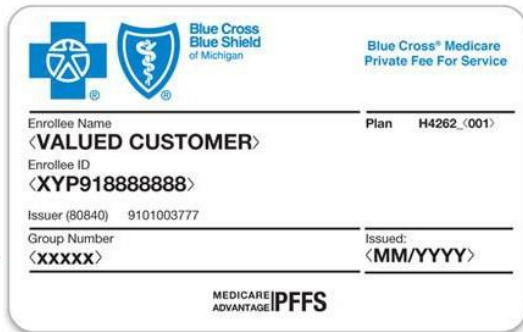 Blue Cross
Blue Shield
of Michigan
Blue Cross® Medicare
Private Fee For Service
® ®
Enrollee Name
<VALUED CUSTOMER>
Plan H4262_<001>
Enrollee ID
<XYP918888888>
Issuer (80840) 9101003777
Group Number
<xxxxx>
Issued:
<MM/YYYY>
MEDICARE
ADVANTAGE PFFS